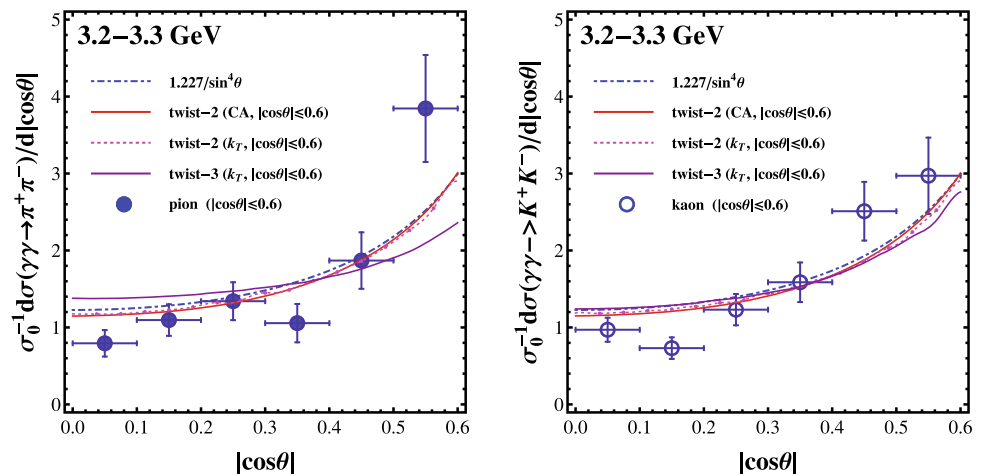 3.2−3.3 GeV
1.227/sin⁴θ
twist−2 (CA, |cosθ|⩽0.6)
twist−2 (k_T, |cosθ|⩽0.6)
twist−3 (k_T, |cosθ|⩽0.6)
pion (|cosθ|⩽0.6)
σ₀⁻¹dσ(γγ→π⁺π⁻)/d|cosθ|
5
4
3
2
1
0
0.0 0.1 0.2 0.3 0.4 0.5 0.6
|cosθ|
3.2−3.3 GeV
1.227/sin⁴θ
twist−2 (CA, |cosθ|⩽0.6)
twist−2 (k_T, |cosθ|⩽0.6)
twist−3 (k_T, |cosθ|⩽0.6)
kaon (|cosθ|⩽0.6)
σ₀⁻¹dσ(γγ−>K⁺K⁻)/d|cosθ|
5
4
3
2
1
0
0.0 0.1 0.2 0.3 0.4 0.5 0.6
|cosθ|